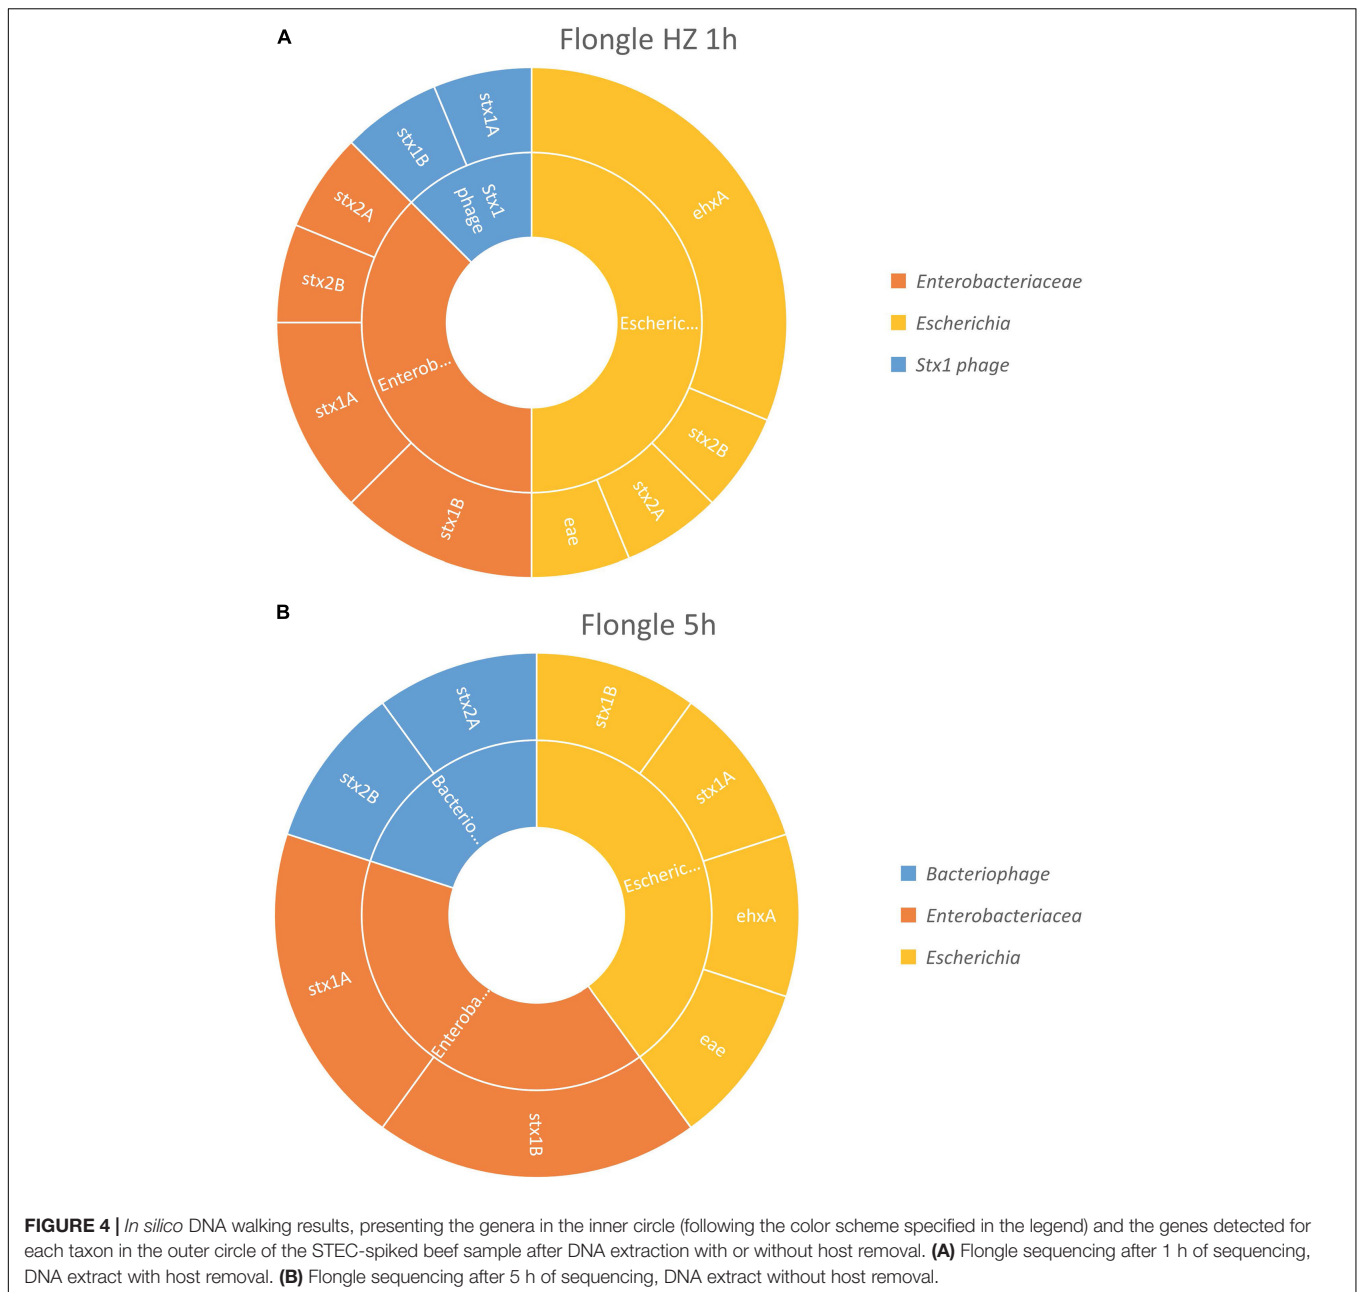 A
Flongle HZ 1h
stx1A
stx1B
Stx1
phage
ehxA
stx2A
stx2B
Escheric...
Enterob...
stx1A
stx2B
stx2A
stx1B
eae
Enterobacteriaceae
Escherichia
Stx1 phage
B
Flongle 5h
stx2A
stx1B
stx2B
Bacterio...
stx1A
Escheric...
ehxA
stx1A
Enteroba...
eae
stx1B
Bacteriophage
Enterobacteriacea
Escherichia
FIGURE 4 | In silico DNA walking results, presenting the genera in the inner circle (following the color scheme specified in the legend) and the genes detected for
each taxon in the outer circle of the STEC-spiked beef sample after DNA extraction with or without host removal. (A) Flongle sequencing after 1 h of sequencing,
DNA extract with host removal. (B) Flongle sequencing after 5 h of sequencing, DNA extract without host removal.